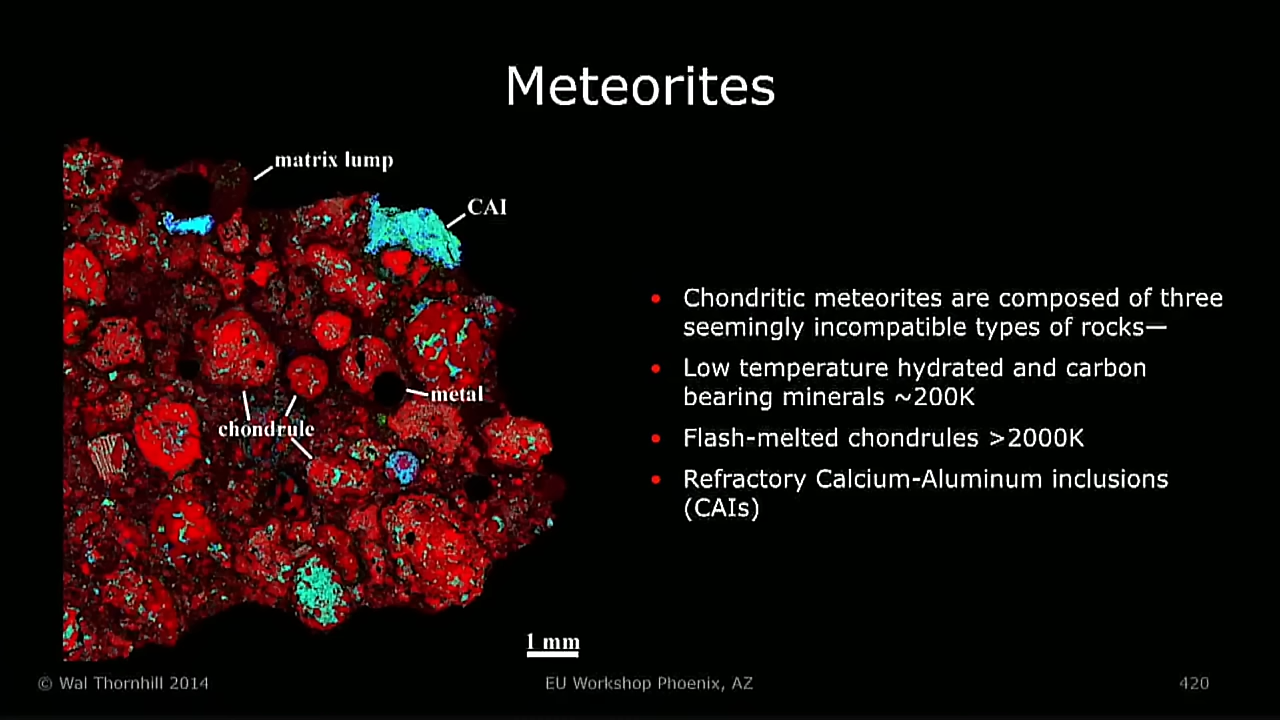 Meteorites
matrix lump
CAI
metal
chondrule
1 mm
• Chondritic meteorites are composed of three
seemingly incompatible types of rocks—
• Low temperature hydrated and carbon
bearing minerals ~200K
• Flash-melted chondrules >2000K
• Refractory Calcium-Aluminum inclusions
(CAIs)
© Wal Thornhill 2014
EU Workshop Phoenix, AZ
420